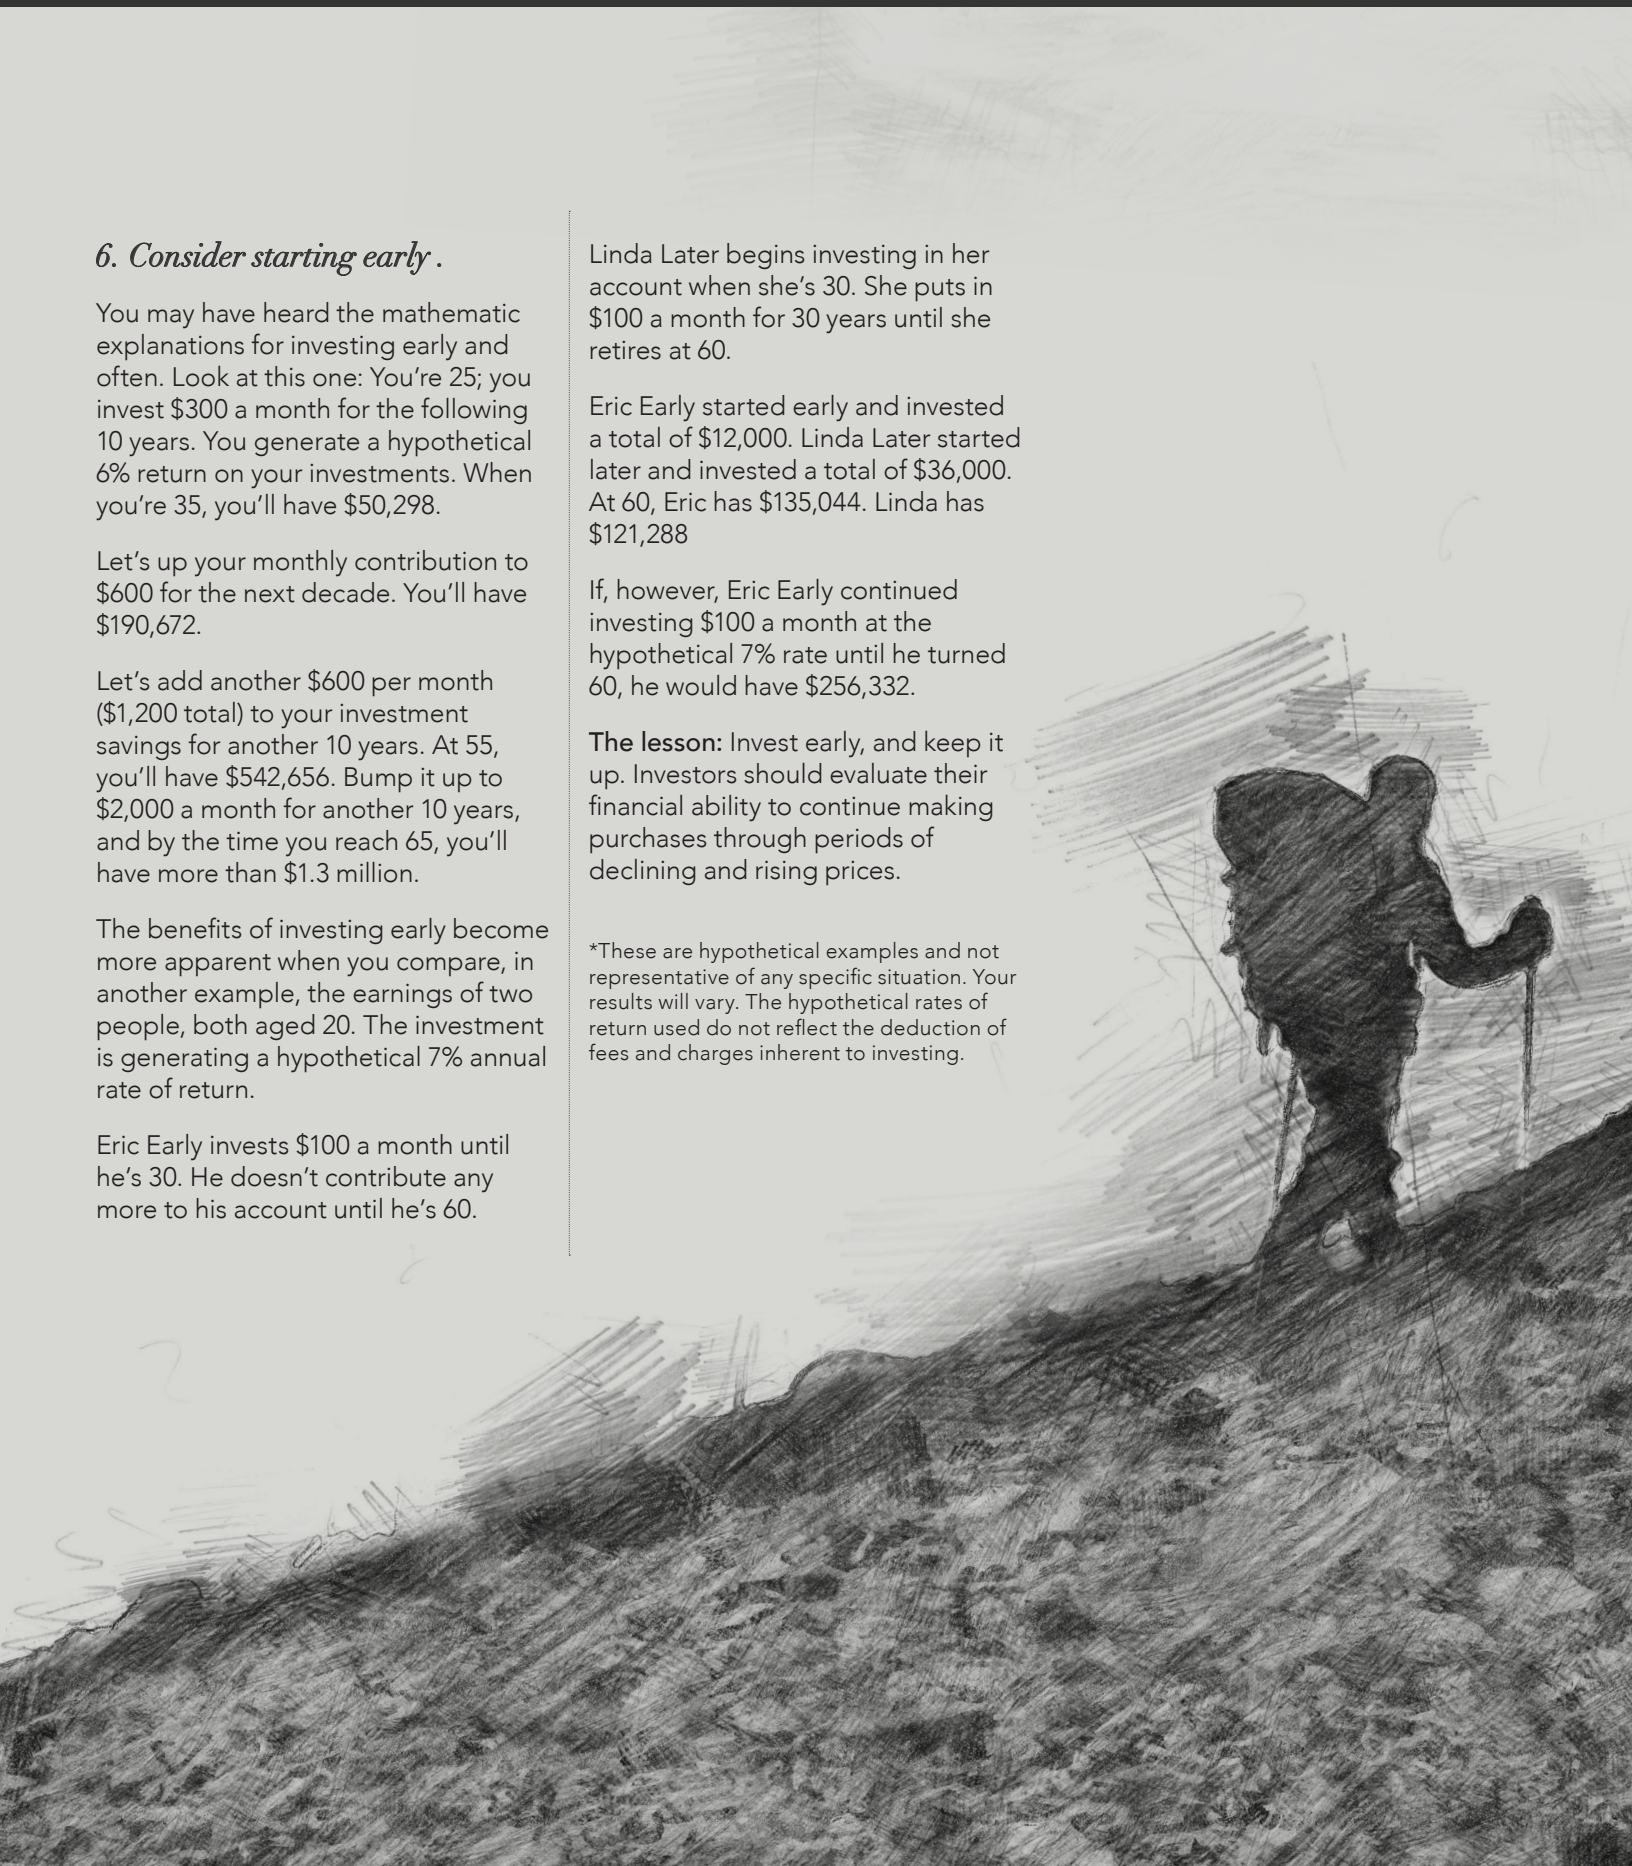 6. Consider starting early .
You may have heard the mathematic
explanations for investing early and
often. Look at this one: You’re 25; you
invest $300 a month for the following
10 years. You generate a hypothetical
6% return on your investments. When
you’re 35, you’ll have $50,298.
Let’s up your monthly contribution to
$600 for the next decade. You’ll have
$190,672.
Let’s add another $600 per month
($1,200 total) to your investment
savings for another 10 years. At 55,
you’ll have $542,656. Bump it up to
$2,000 a month for another 10 years,
and by the time you reach 65, you’ll
have more than $1.3 million.
The benefits of investing early become
more apparent when you compare, in
another example, the earnings of two
people, both aged 20. The investment
is generating a hypothetical 7% annual
rate of return.
Eric Early invests $100 a month until
he’s 30. He doesn’t contribute any
more to his account until he’s 60.
Linda Later begins investing in her
account when she’s 30. She puts in
$100 a month for 30 years until she
retires at 60.
Eric Early started early and invested
a total of $12,000. Linda Later started
later and invested a total of $36,000.
At 60, Eric has $135,044. Linda has
$121,288
If, however, Eric Early continued
investing $100 a month at the
hypothetical 7% rate until he turned
60, he would have $256,332.
The lesson: Invest early, and keep it
up. Investors should evaluate their
financial ability to continue making
purchases through periods of
declining and rising prices.
*These are hypothetical examples and not
representative of any specific situation. Your
results will vary. The hypothetical rates of
return used do not reflect the deduction of
fees and charges inherent to investing.